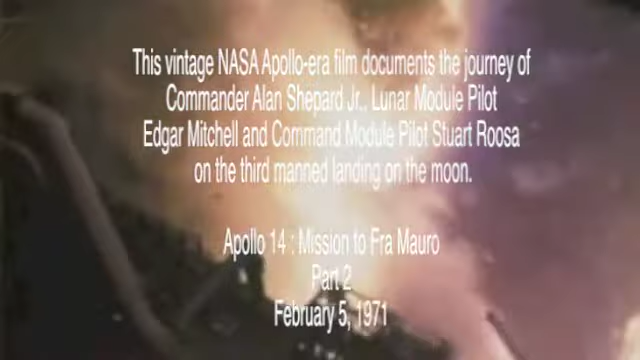 This vintage NASA Apollo-era film documents the journey of
Commander Alan Shepard Jr., Lunar Module Pilot
Edgar Mitchell and Command Module Pilot Stuart Roosa
on the third manned landing on the moon.
Apollo 14 : Mission to Fra Mauro
Part 2
February 5, 1971